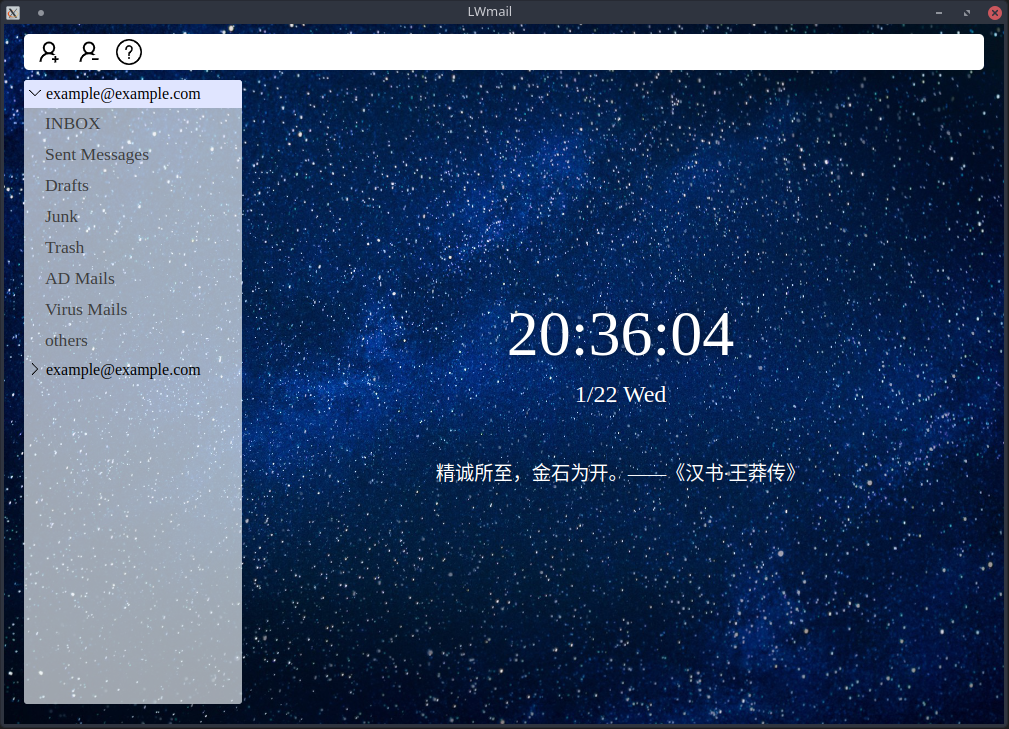 LWmail
example@example.com
INBOX
Sent Messages
Drafts
Junk
Trash
AD Mails
Virus Mails
others
example@example.com
20:36:04
1/22 Wed
精诚所至，金石为开。——《汉书·王莽传》